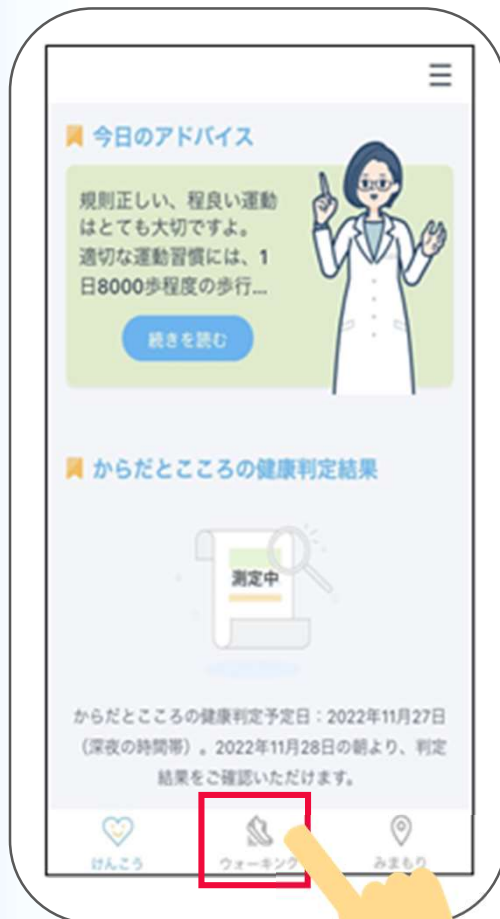 今日のアドバイス
規則正しい、程良い運動
はとても大切ですよ。
適切な運動習慣には、1
日8000歩程度の歩行...
続きを読む
からだとこころの健康判定結果
測定中
からだとこころの健康判定予定日：2022年11月27日
（深夜の時間帯）。2022年11月28日の朝より、判定
結果をご確認いただけます。
けんこう
ウォーキング
みまもり